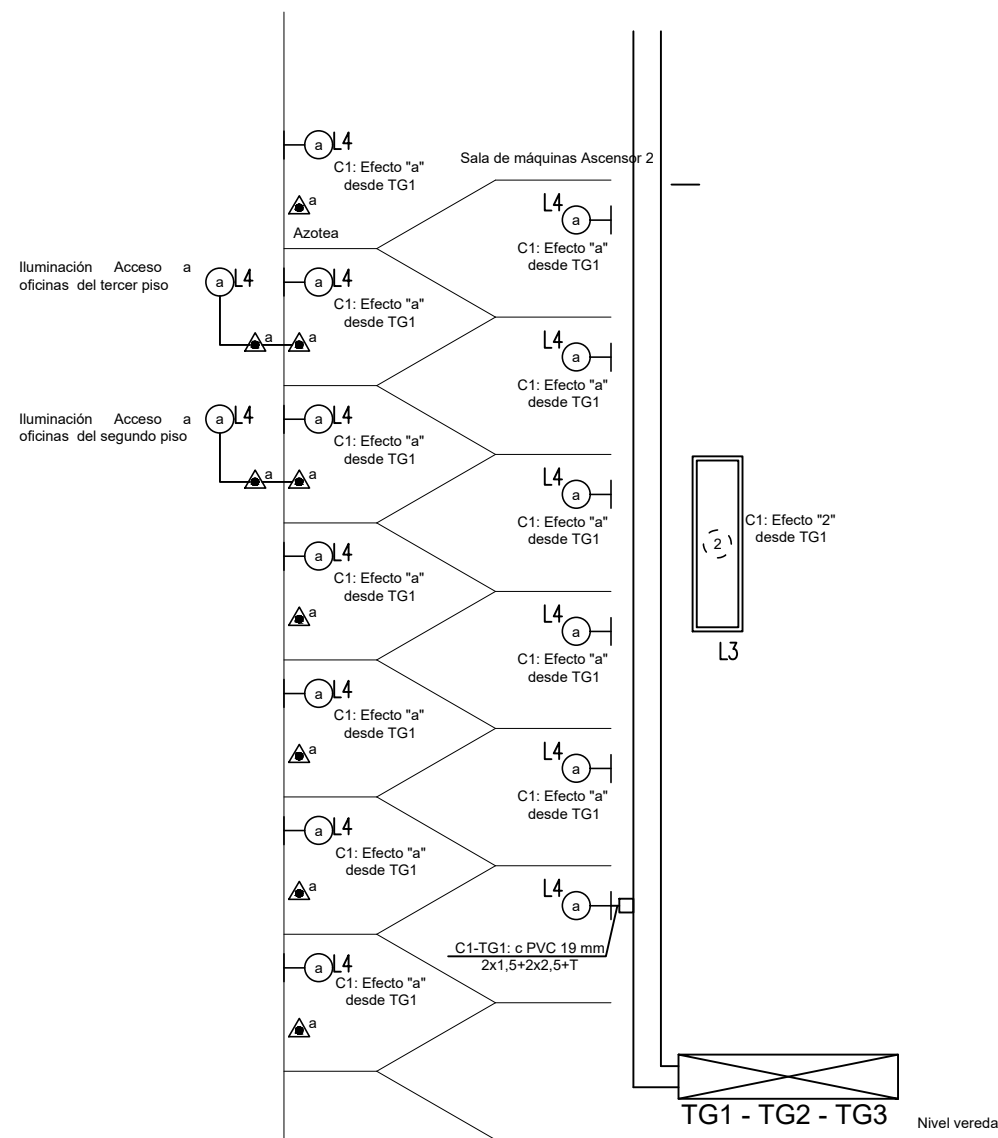 a
L4
C1: Efecto "a"
desde TG1
a
Sala de máquinas Ascensor 2
L4
a
C1: Efecto "a"
desde TG1
Azotea
Iluminación Acceso a
oficinas del tercer piso
a
L4
a
L4
C1: Efecto "a"
desde TG1
a
a
L4
a
C1: Efecto "a"
desde TG1
Iluminación Acceso a
oficinas del segundo piso
a
L4
a
L4
C1: Efecto "a"
desde TG1
a
a
L4
a
C1: Efecto "a"
desde TG1
C1: Efecto "2"
desde TG1
2
L3
a
L4
C1: Efecto "a"
desde TG1
a
L4
a
C1: Efecto "a"
desde TG1
a
L4
C1: Efecto "a"
desde TG1
a
L4
a
C1: Efecto "a"
desde TG1
a
L4
C1: Efecto "a"
desde TG1
a
L4
a
C1-TG1: c PVC 19 mm
2x1,5+2x2,5+T
a
L4
C1: Efecto "a"
desde TG1
a
TG1 - TG2 - TG3
Nivel vereda